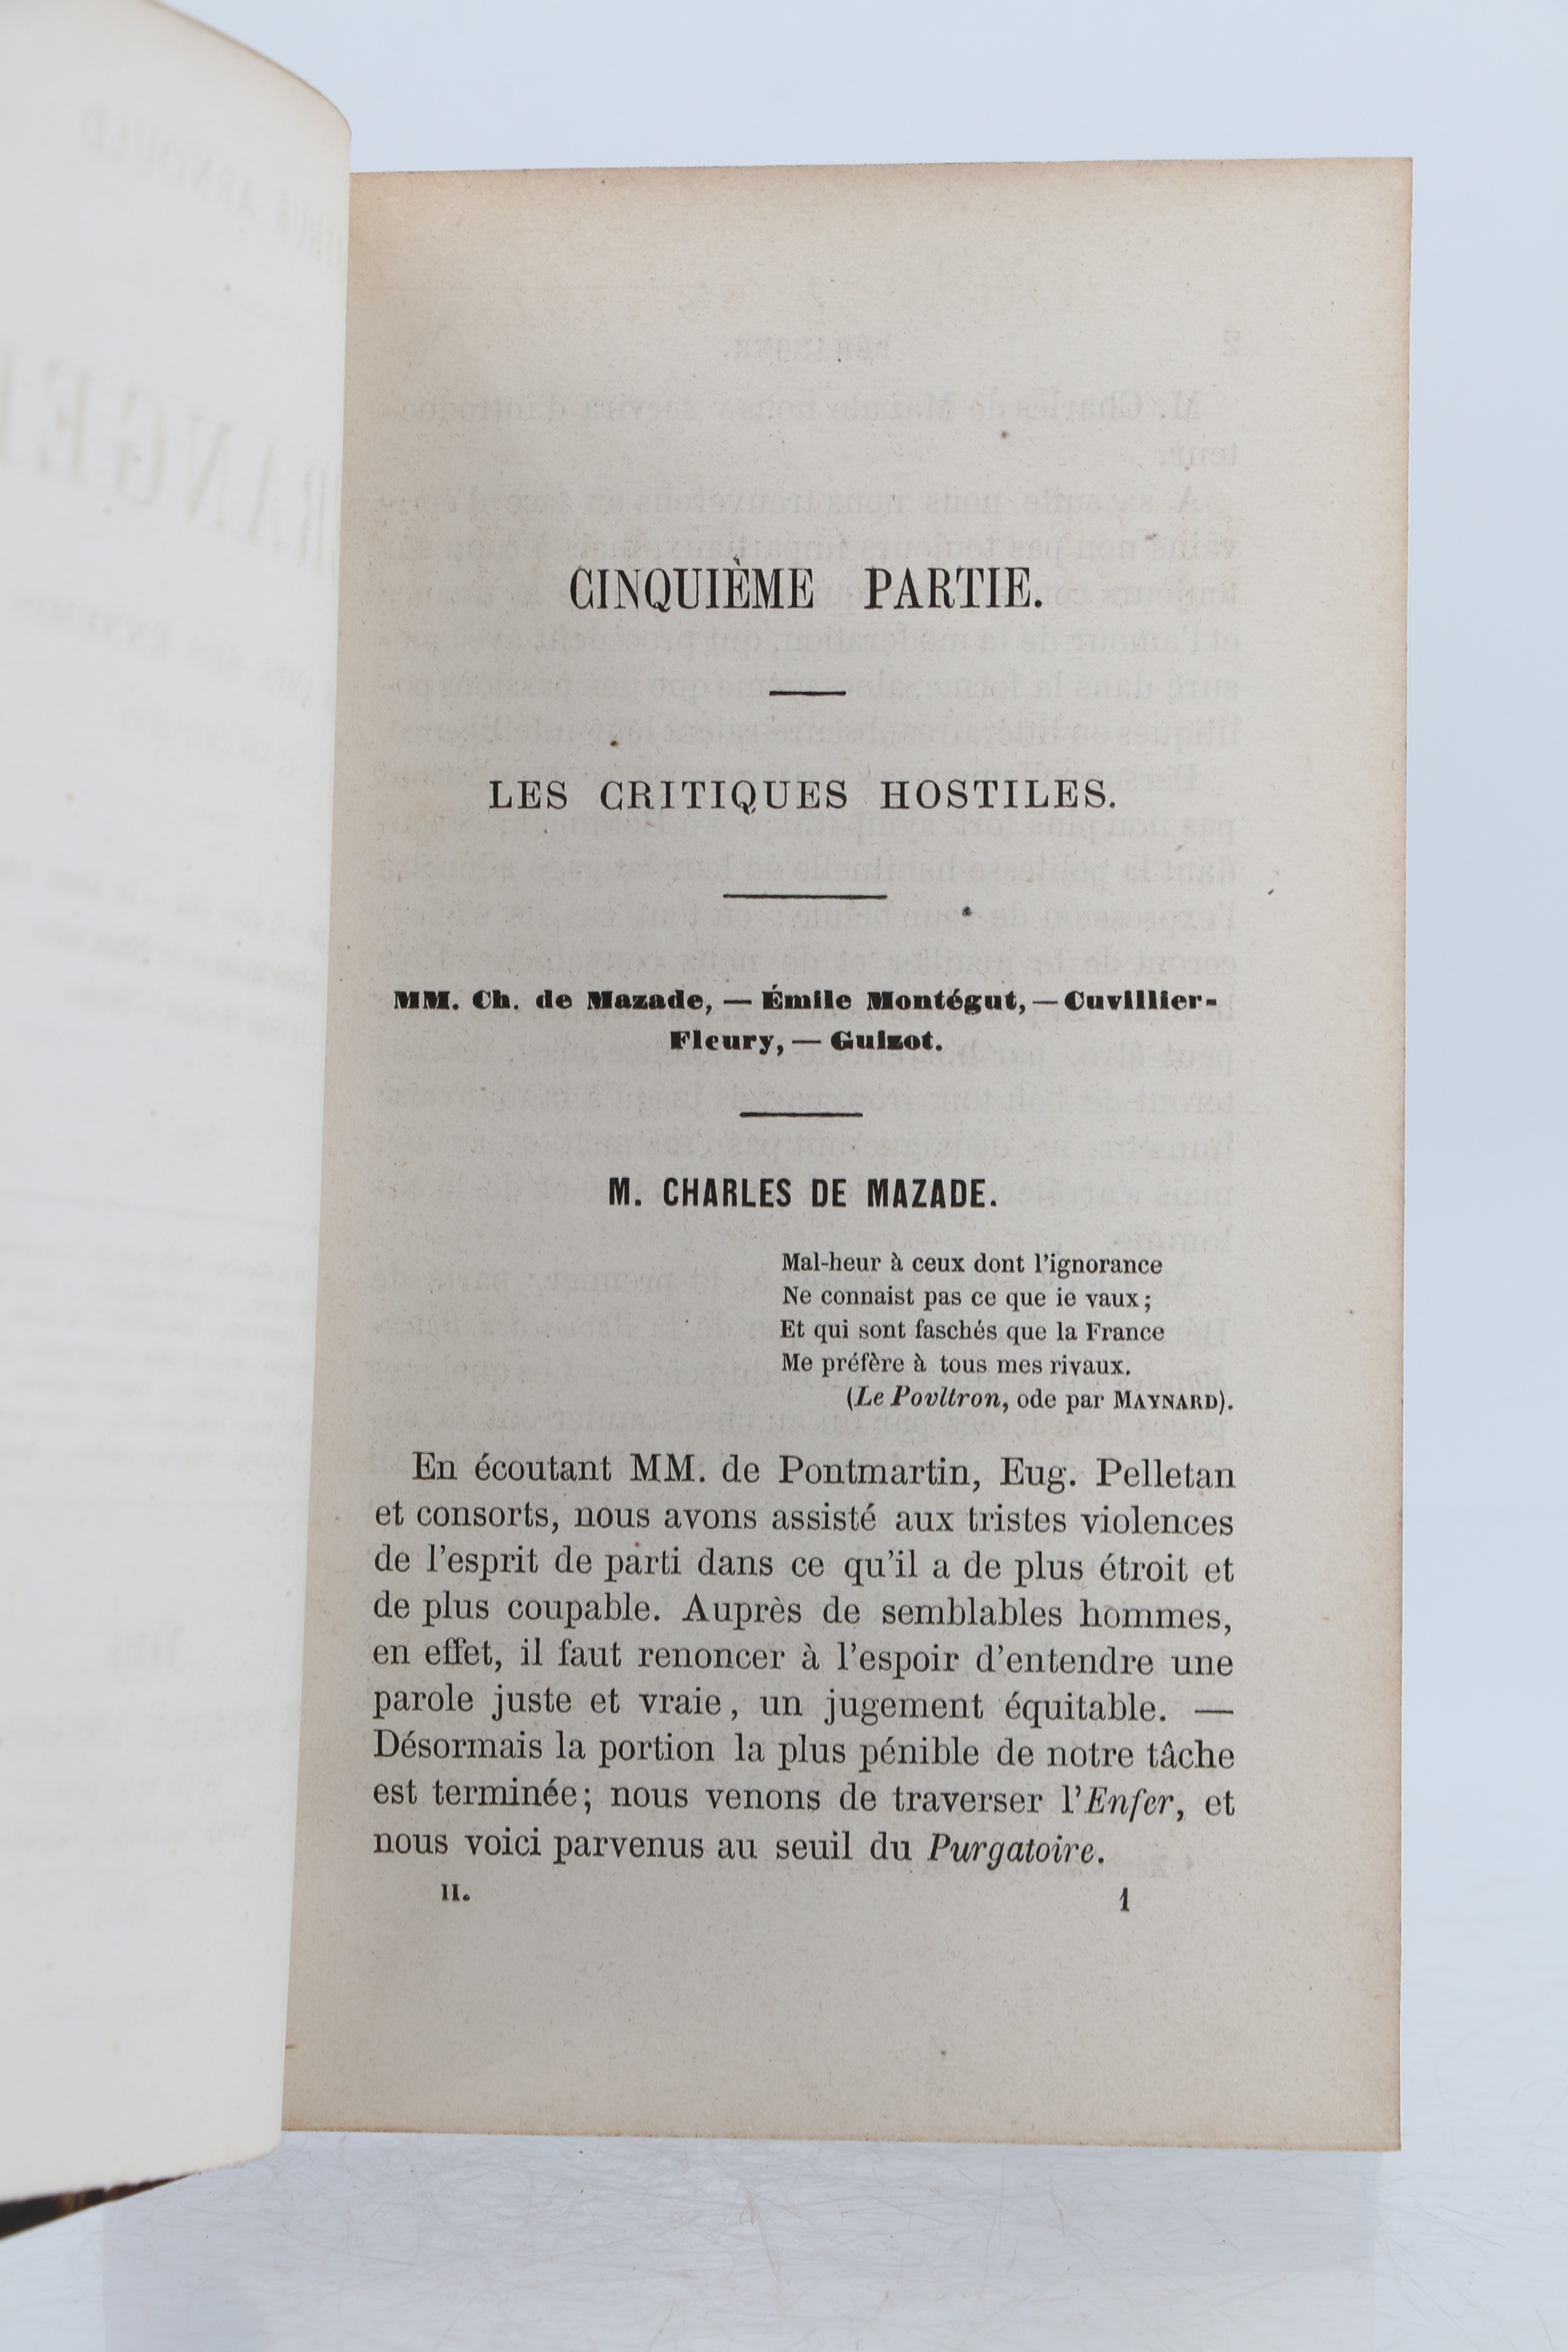 CINQUIÈME PARTIE.
LES CRITIQUES HOSTILES.
MM. Ch. de Mazade, — Émile Montégut, — Cuvillier-
Fleury, — Guizot.
M. CHARLES DE MAZADE.
Mal-heur à ceux dont l'ignorance
Ne connaist pas ce que ie vaux;
Et qui sont faschés que la France
Me préfère à tous mes rivaux.
(Le Povltron, ode par MAYNARD).
En écoutant MM. de Pontmartin, Eug. Pelletan
et consorts, nous avons assisté aux tristes violences
de l'esprit de parti dans ce qu'il a de plus étroit et
de plus coupable. Auprès de semblables hommes,
en effet, il faut renoncer à l'espoir d'entendre une
parole juste et vraie, un jugement équitable. —
Désormais la portion la plus pénible de notre tâche
est terminée; nous venons de traverser l'Enfer, et
nous voici parvenus au seuil du Purgatoire.
II. 1